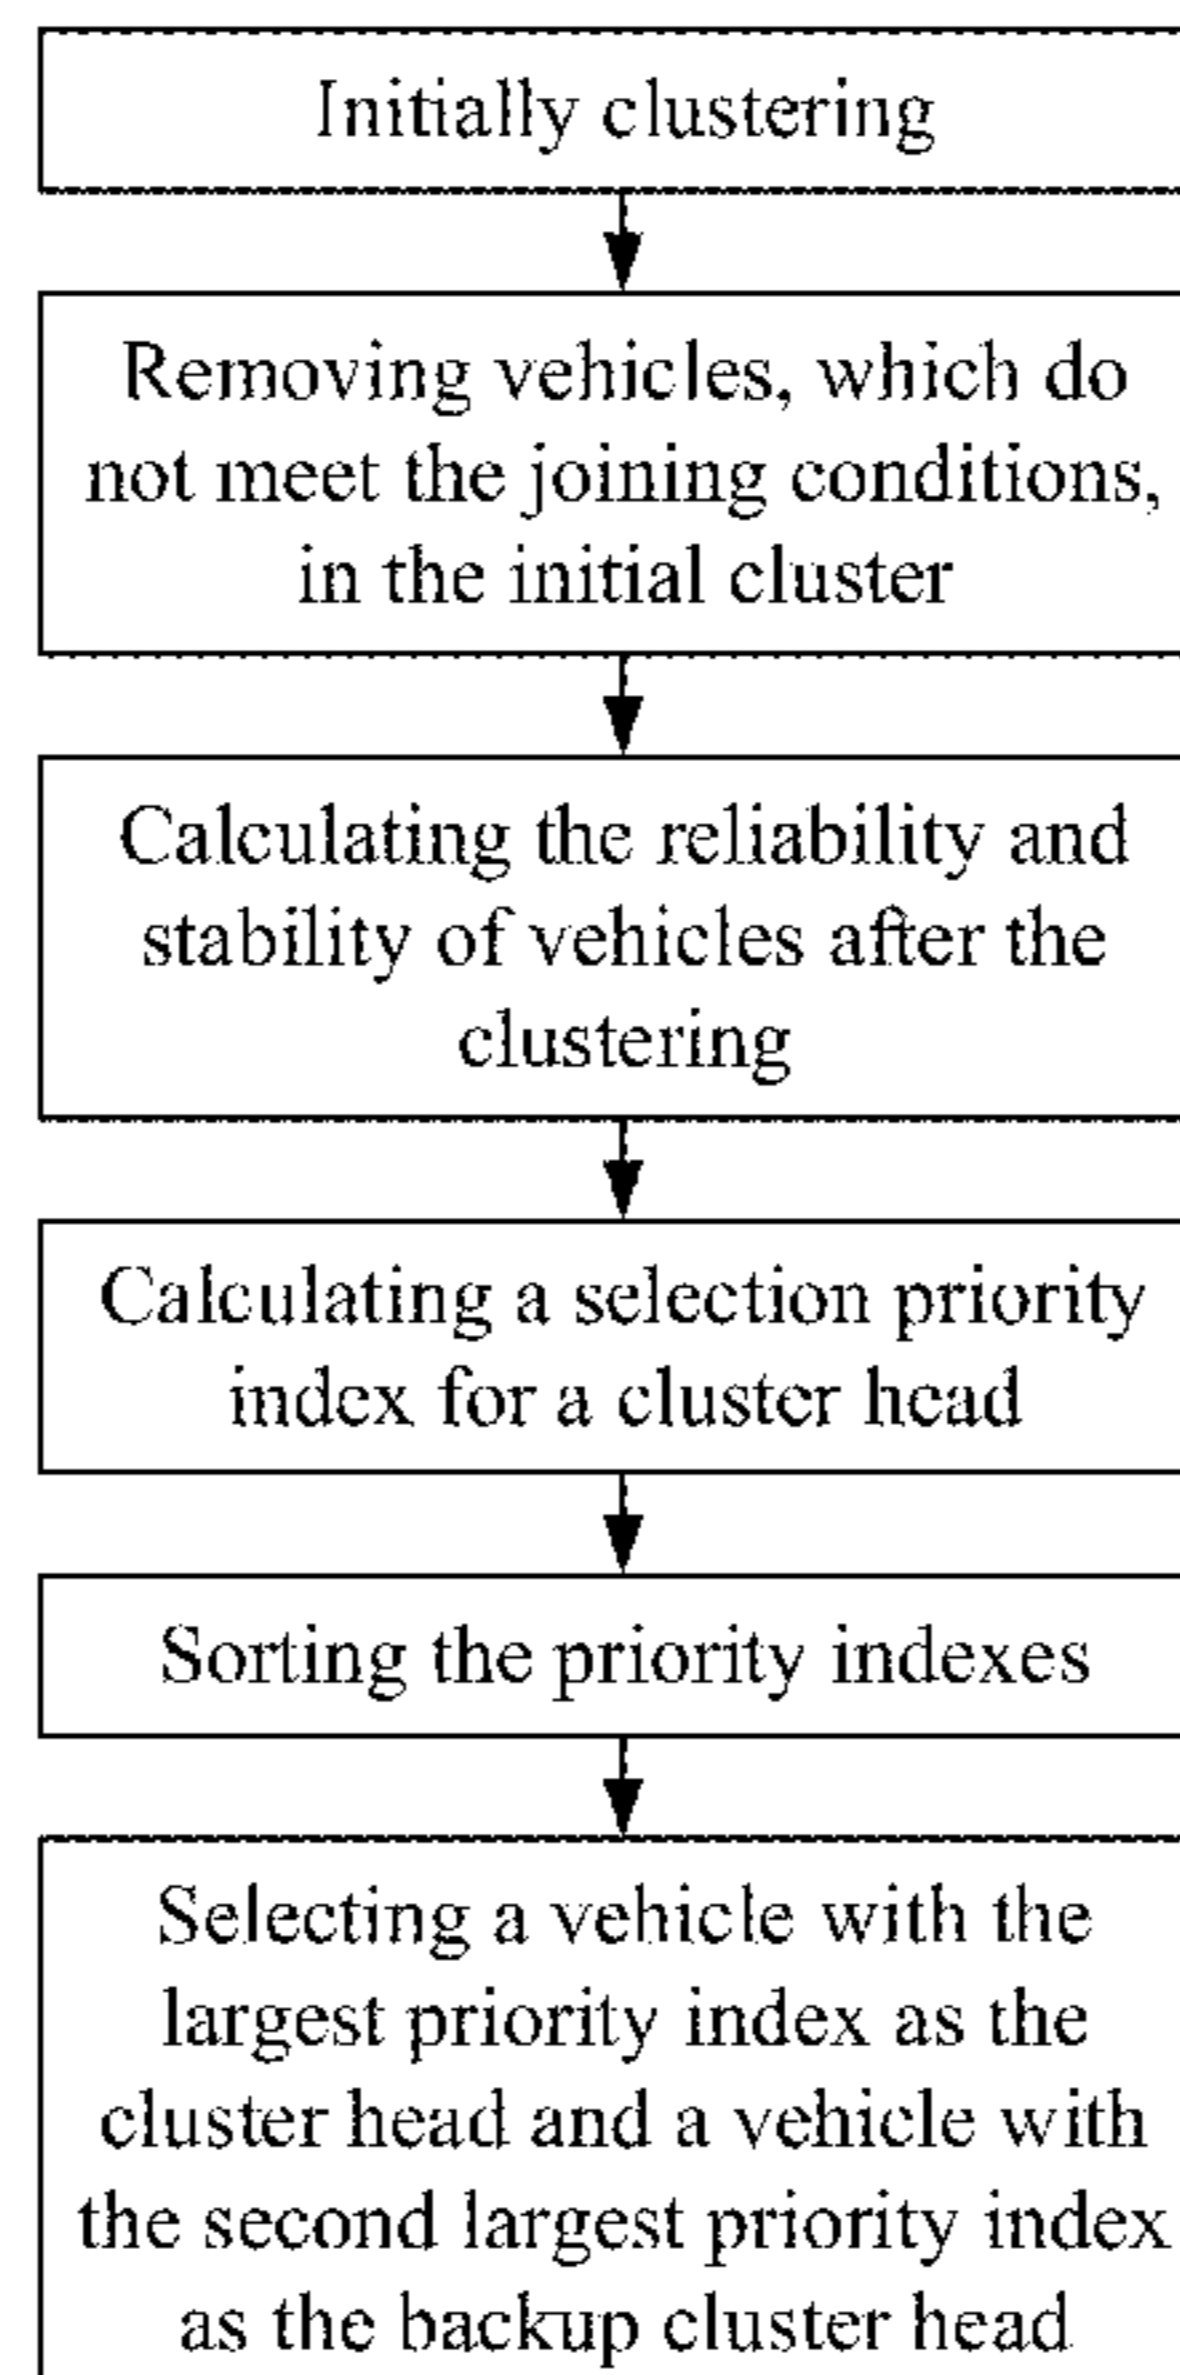 Initially clustering
Removing vehicles, which do
not meet the joining conditions,
in the initial cluster
Calculating the reliability and
stability of vehicles after the
clustering
Calculating a selection priority
index for a cluster head
Sorting the priority indexes
Selecting a vehicle with the
largest priority index as the
cluster head and a vehicle with
the second largest priority index
as the backup cluster head